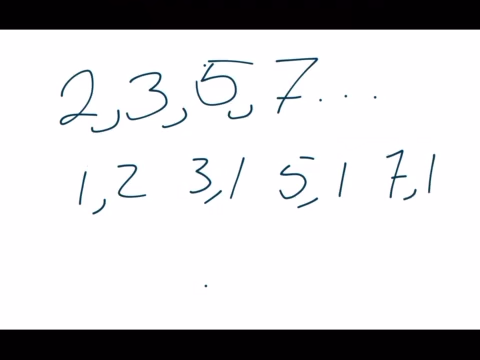 2, 3, 5, 7...
1, 2 3, 1 5, 1 7, 1